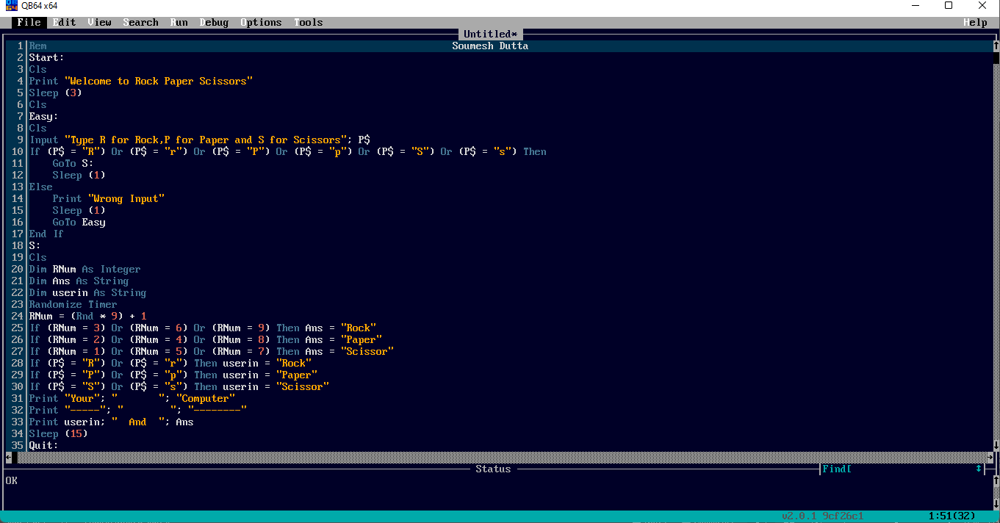 QB64 x64
File Edit View Search Run Debug Options Tools Help
Untitled*
1 Rem Soumesh Dutta
2 Start:
3 Cls
4 Print "Welcome to Rock Paper Scissors"
5 Sleep (3)
6 Cls
7 Easy:
8 Cls
9 Input "Type R for Rock,P for Paper and S for Scissors"; P$
10 If (P$ = "R") Or (P$ = "r") Or (P$ = "P") Or (P$ = "p") Or (P$ = "S") Or (P$ = "s") Then
11     GoTo S:
12     Sleep (1)
13 Else
14     Print "Wrong Input"
15     Sleep (1)
16     GoTo Easy
17 End If
18 S:
19 Cls
20 Dim RNum As Integer
21 Dim Ans As String
22 Dim userin As String
23 Randomize Timer
24 RNum = (Rnd * 9) + 1
25 If (RNum = 3) Or (RNum = 6) Or (RNum = 9) Then Ans = "Rock"
26 If (RNum = 2) Or (RNum = 4) Or (RNum = 8) Then Ans = "Paper"
27 If (RNum = 1) Or (RNum = 5) Or (RNum = 7) Then Ans = "Scissor"
28 If (P$ = "R") Or (P$ = "r") Then userin = "Rock"
29 If (P$ = "P") Or (P$ = "p") Then userin = "Paper"
30 If (P$ = "S") Or (P$ = "s") Then userin = "Scissor"
31 Print "Your"; "       "; "Computer"
32 Print "-----"; "        "; "--------"
33 Print userin; "  And  "; Ans
34 Sleep (15)
35 Quit:
Status
Find[
OK
v2.0.1 9cf26c1 1:51(32)